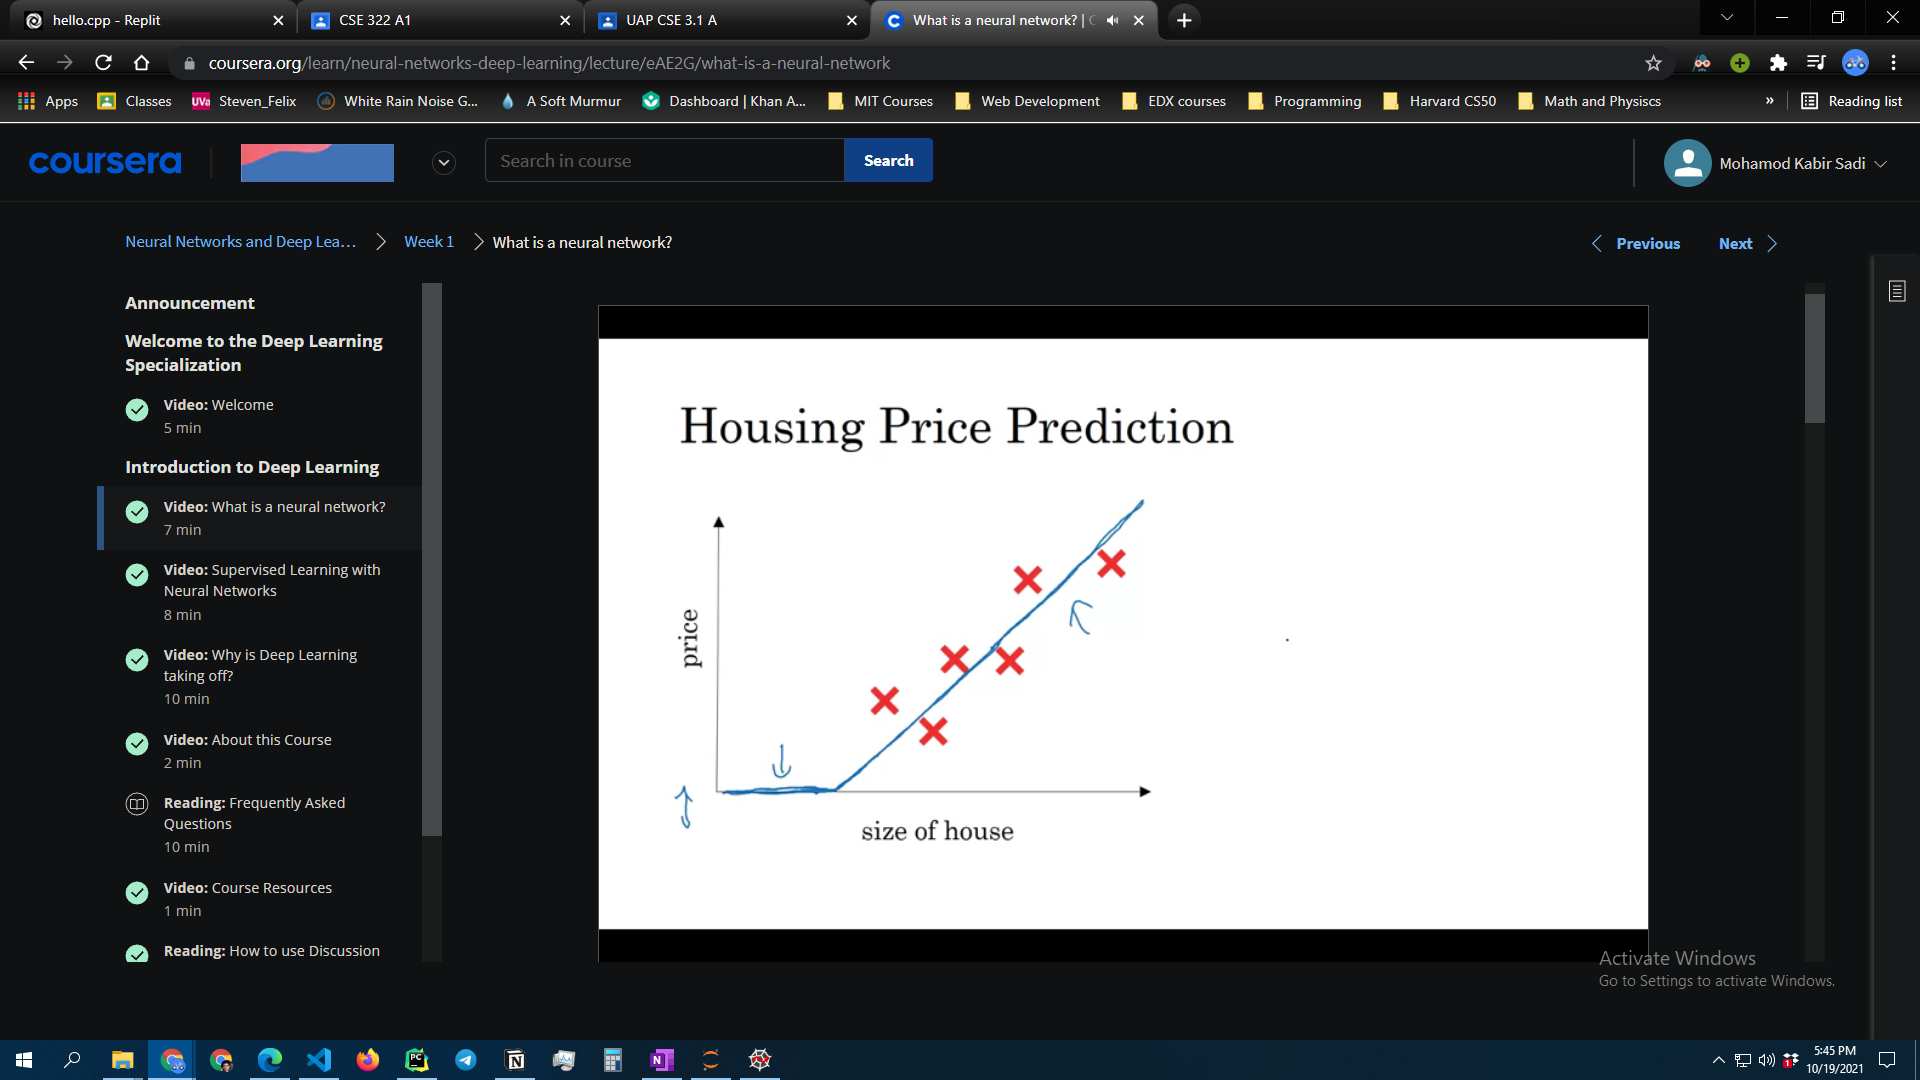 hello.cpp - Replit
CSE 322 A1
UAP CSE 3.1 A
What is a neural network? | C
coursera.org/learn/neural-networks-deep-learning/lecture/eAE2G/what-is-a-neural-network
Apps
Classes
UVa
Steven_Felix
White Rain Noise G...
A Soft Murmur
Dashboard | Khan A...
MIT Courses
Web Development
EDX courses
Programming
Harvard CS50
Math and Physiscs
»
Reading list
coursera
Search in course
Search
Mohamod Kabir Sadi
Neural Networks and Deep Lea...
Week 1
What is a neural network?
Previous
Next
Announcement
Welcome to the Deep Learning
Specialization
Video: Welcome
5 min
Introduction to Deep Learning
Video: What is a neural network?
7 min
Video: Supervised Learning with
Neural Networks
8 min
Video: Why is Deep Learning
taking off?
10 min
Video: About this Course
2 min
Reading: Frequently Asked
Questions
10 min
Video: Course Resources
1 min
Reading: How to use Discussion
Housing Price Prediction
price
size of house
Activate Windows
Go to Settings to activate Windows.
5:45 PM
10/19/2021